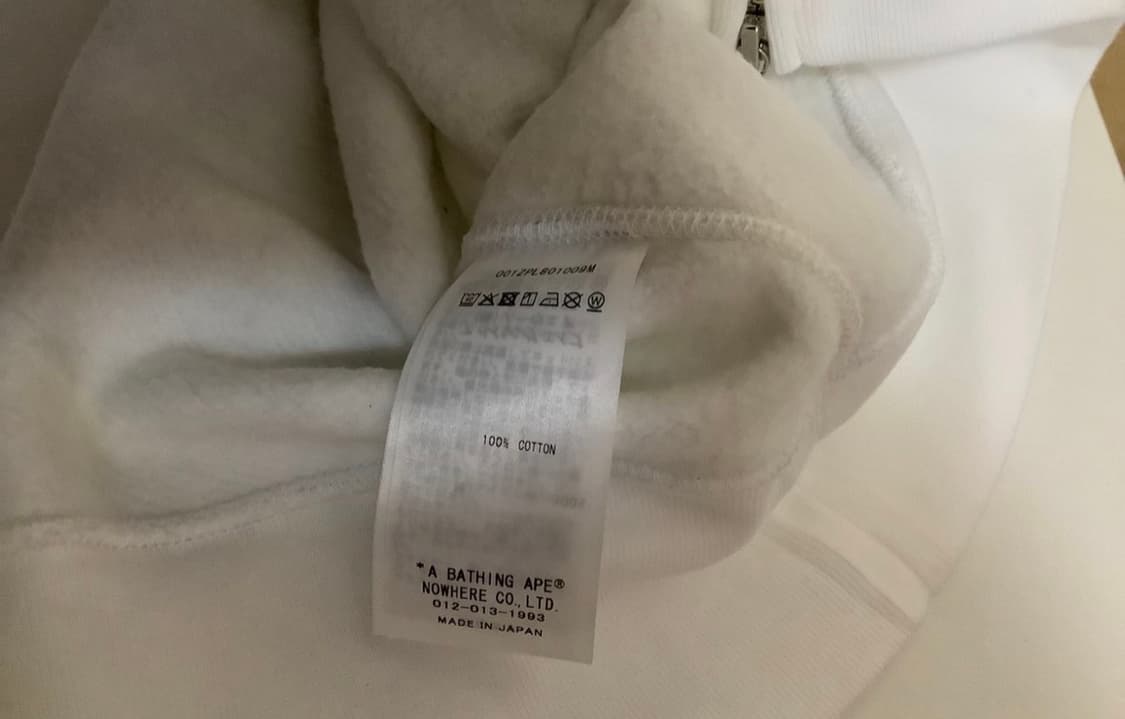 0012PL801009M
100% COTTON
*A BATHING APE®
NOWHERE CO., LTD.
012-013-1993
MADE IN JAPAN